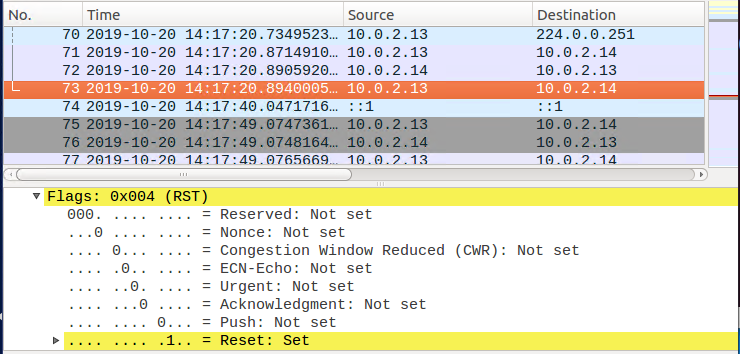 No. Time Source Destination
70 2019-10-20 14:17:20.7349523… 10.0.2.13 224.0.0.251
71 2019-10-20 14:17:20.8714910… 10.0.2.13 10.0.2.14
72 2019-10-20 14:17:20.8905920… 10.0.2.14 10.0.2.13
73 2019-10-20 14:17:20.8940005… 10.0.2.13 10.0.2.14
74 2019-10-20 14:17:40.0471716… ::1 ::1
75 2019-10-20 14:17:49.0747361… 10.0.2.13 10.0.2.14
76 2019-10-20 14:17:49.0748164… 10.0.2.14 10.0.2.13
77 2019-10-20 14:17:49.0765669… 10.0.2.13 10.0.2.14
Flags: 0x004 (RST)
000. .... .... = Reserved: Not set
...0 .... .... = Nonce: Not set
.... 0... .... = Congestion Window Reduced (CWR): Not set
.... .0.. .... = ECN-Echo: Not set
.... ..0. .... = Urgent: Not set
.... ...0 .... = Acknowledgment: Not set
.... .... 0... = Push: Not set
.... .... .1.. = Reset: Set